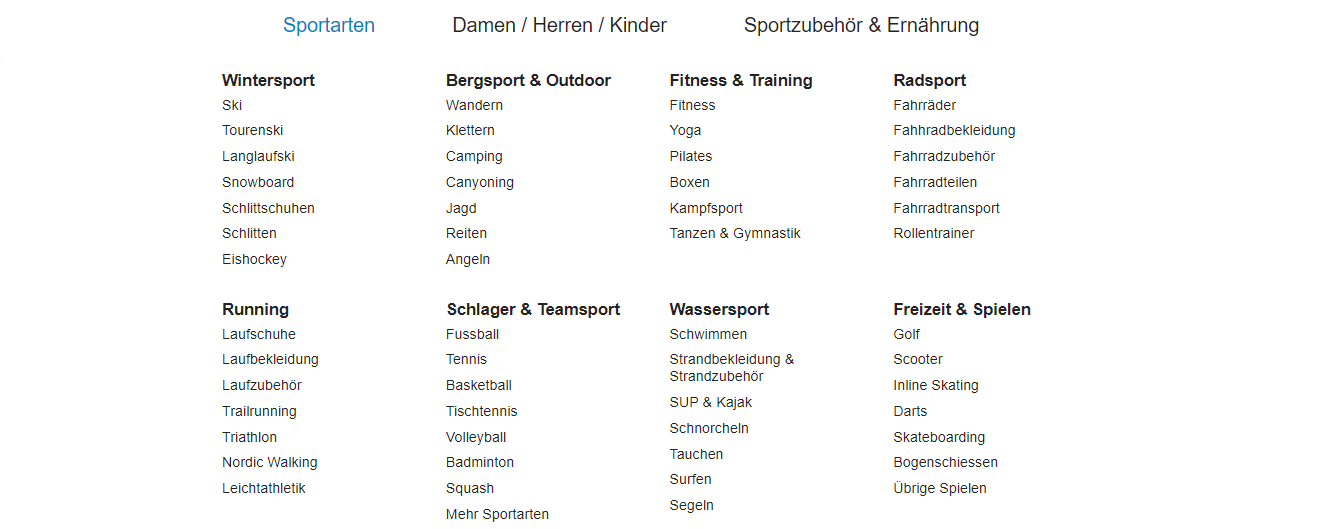 Sportarten
Damen / Herren / Kinder
Sportzubehör & Ernährung
Wintersport
Ski
Tourenski
Langlaufski
Snowboard
Schlittschuhen
Schlitten
Eishockey
Bergsport & Outdoor
Wandern
Klettern
Camping
Canyoning
Jagd
Reiten
Angeln
Fitness & Training
Fitness
Yoga
Pilates
Boxen
Kampfsport
Tanzen & Gymnastik
Radsport
Fahrräder
Fahhradbekleidung
Fahrradzubehör
Fahrradteilen
Fahrradtransport
Rollentrainer
Running
Laufschuhe
Laufbekleidung
Laufzubehör
Trailrunning
Triathlon
Nordic Walking
Leichtathletik
Schlager & Teamsport
Fussball
Tennis
Basketball
Tischtennis
Volleyball
Badminton
Squash
Mehr Sportarten
Wassersport
Schwimmen
Strandbekleidung &
Strandzubehör
SUP & Kajak
Schnorcheln
Tauchen
Surfen
Segeln
Freizeit & Spielen
Golf
Scooter
Inline Skating
Darts
Skateboarding
Bogenschiessen
Übrige Spielen